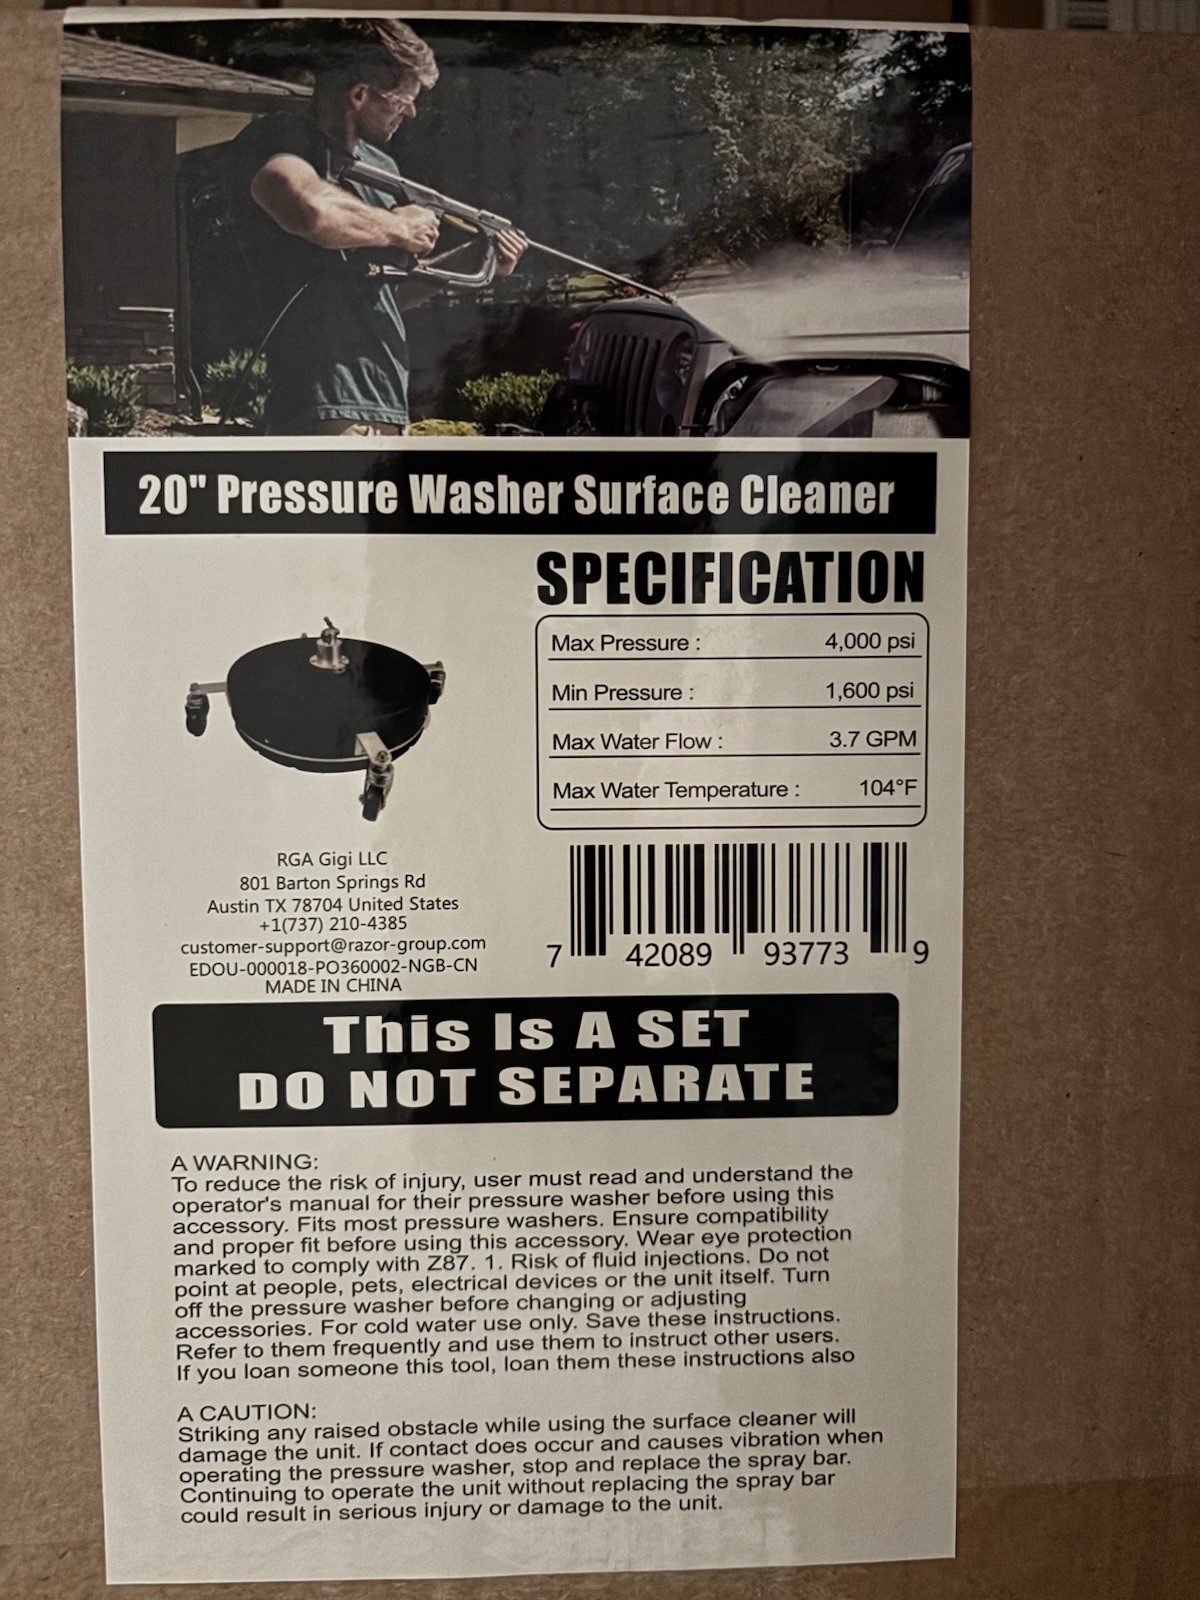 20" Pressure Washer Surface Cleaner
SPECIFICATION
Max Pressure : 4,000 psi
Min Pressure : 1,600 psi
Max Water Flow : 3.7 GPM
Max Water Temperature : 104°F
RGA Gigi LLC
801 Barton Springs Rd
Austin TX 78704 United States
+1(737) 210-4385
customer-support@razor-group.com
EDOU-000018-PO360002-NGB-CN
MADE IN CHINA
7 42089 93773 9
This Is A SET
DO NOT SEPARATE
A WARNING:
To reduce the risk of injury, user must read and understand the
operator's manual for their pressure washer before using this
accessory. Fits most pressure washers. Ensure compatibility
and proper fit before using this accessory. Wear eye protection
marked to comply with Z87. 1. Risk of fluid injections. Do not
point at people, pets, electrical devices or the unit itself. Turn
off the pressure washer before changing or adjusting
accessories. For cold water use only. Save these instructions.
Refer to them frequently and use them to instruct other users.
If you loan someone this tool, loan them these instructions also
A CAUTION:
Striking any raised obstacle while using the surface cleaner will
damage the unit. If contact does occur and causes vibration when
operating the pressure washer, stop and replace the spray bar.
Continuing to operate the unit without replacing the spray bar
could result in serious injury or damage to the unit.